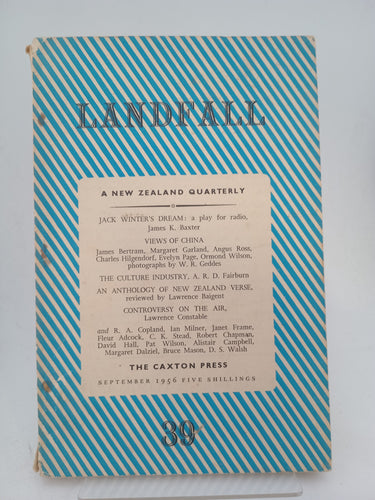 LANDFALL
A NEW ZEALAND QUARTERLY
JACK WINTER'S DREAM: a play for radio,
James K. Baxter
VIEWS OF CHINA
James Bertram, Margaret Garland, Angus Ross,
Charles Hilgendorf, Evelyn Page, Ormond Wilson,
photographs by W. R. Geddes
THE CULTURE INDUSTRY, A. R. D. Fairburn
AN ANTHOLOGY OF NEW ZEALAND VERSE,
reviewed by Lawrence Baigent
CONTROVERSY ON THE AIR,
Lawrence Constable
and R. A. Copland, Ian Milner, Janet Frame,
Fleur Adcock, C. K. Stead, Robert Chapman,
David Hall, Pat Wilson, Alistair Campbell,
Margaret Dalziel, Bruce Mason, D. S. Walsh
THE CAXTON PRESS
SEPTEMBER 1956 FIVE SHILLINGS
39